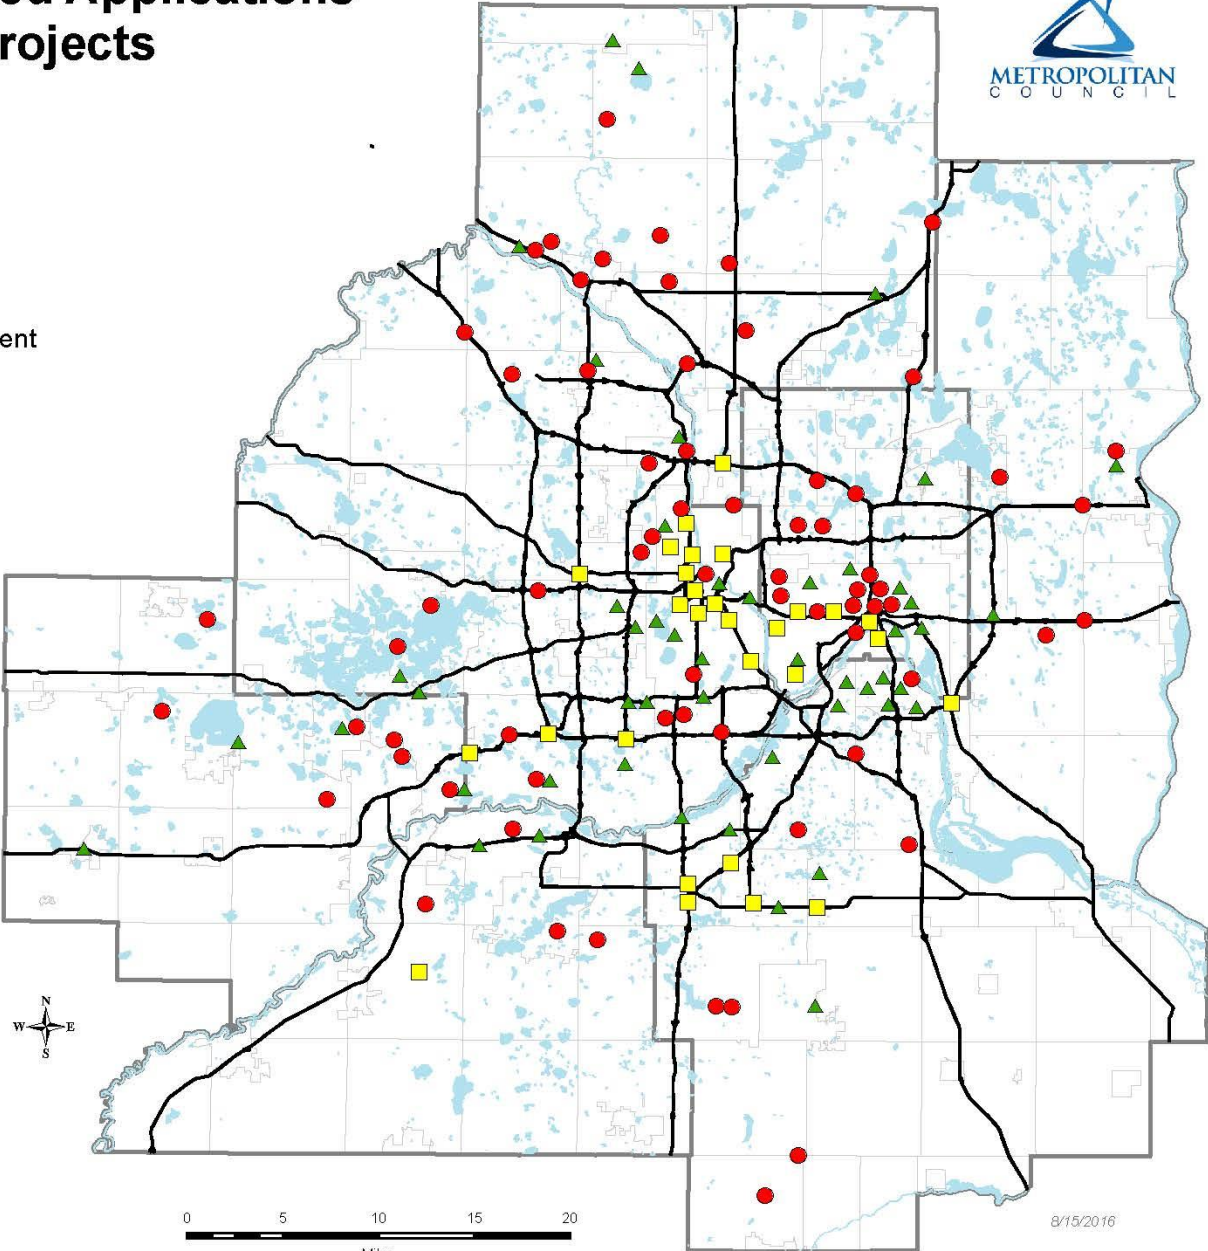 rojects
METROPOLITAN
C O U N C I L
ent
N
W E
S
0 5 10 15 20
8/15/2016